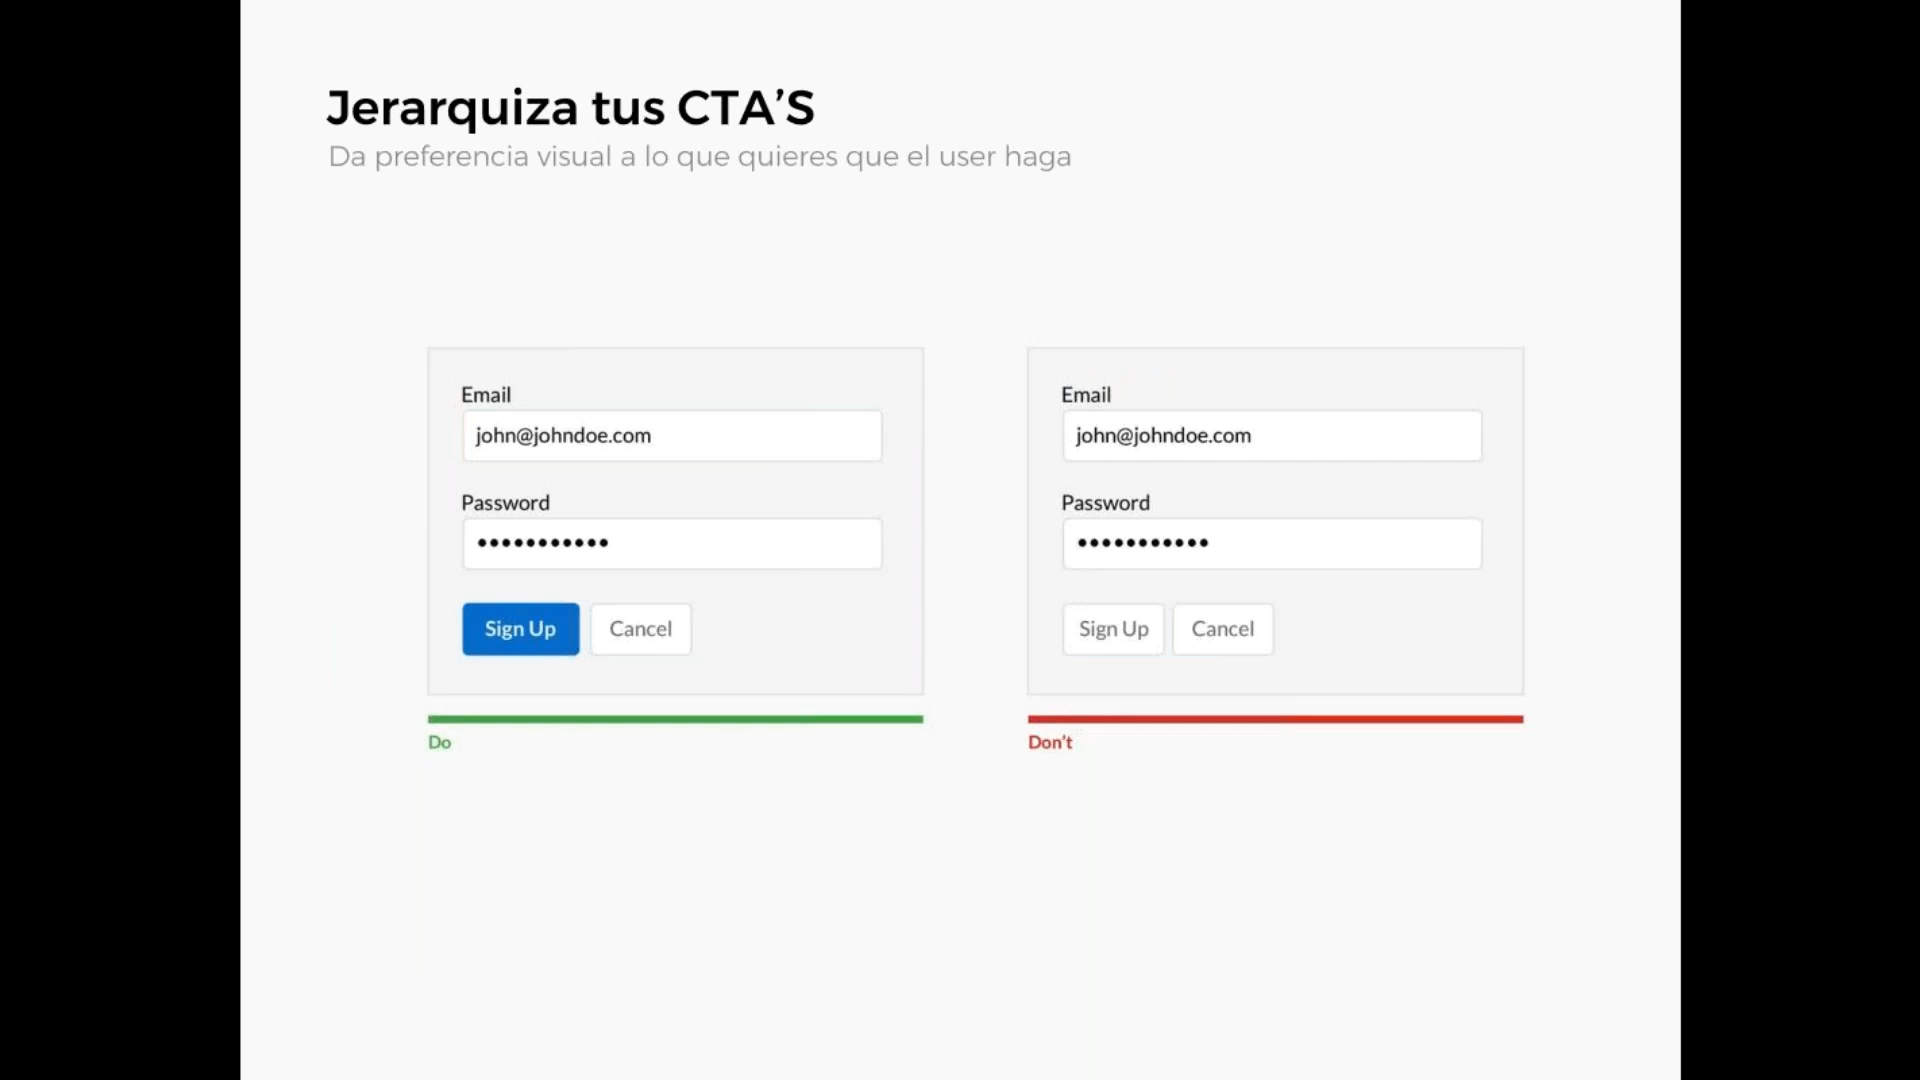 Jerarquiza tus CTA’S
Da preferencia visual a lo que quieres que el user haga
Email
john@johndoe.com
Password
•••••••••••
Sign Up
Cancel
Do
Email
john@johndoe.com
Password
•••••••••••
Sign Up
Cancel
Don't